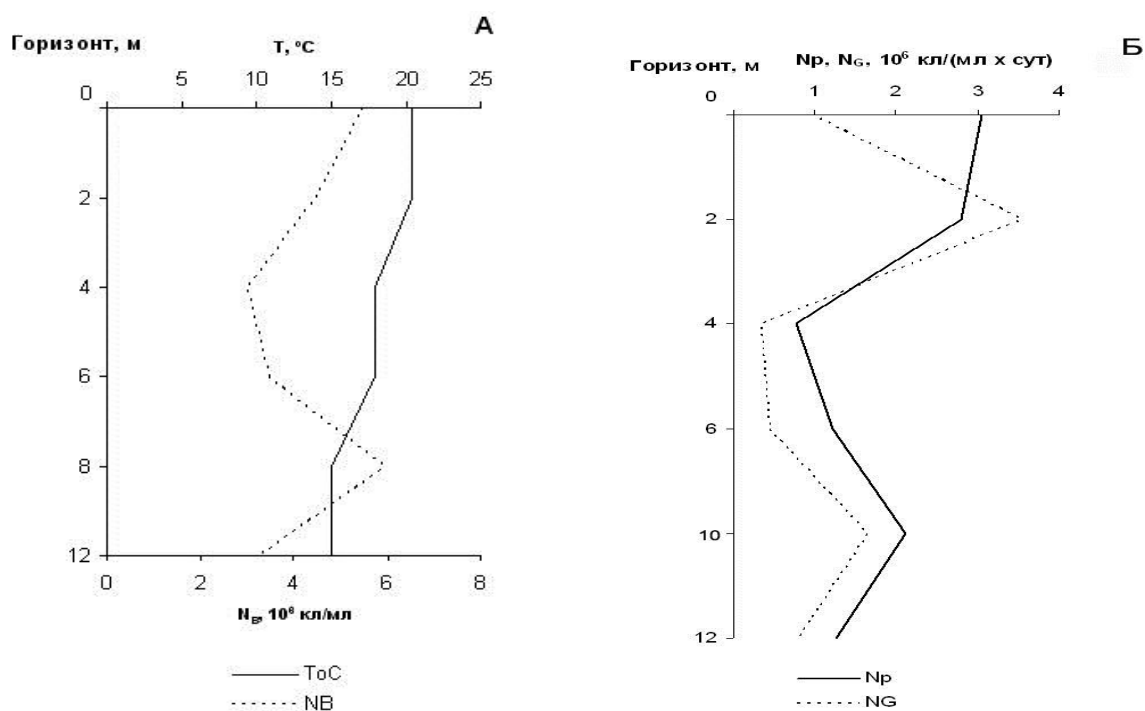 А
Горизонт, м
T, ºC
0 5 10 15 20 25
2
4
6
8
12
0 2 4 6 8
N_B, 10⁶ кл/мл
ToC
NB
Б
Np, N_G, 10⁶ кл/(мл х сут)
Горизонт, м
0 1 2 3 4
2
4
6
10
12
Np
NG